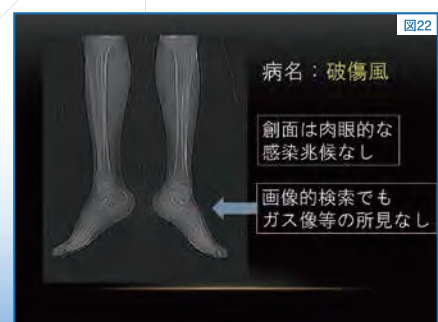 図22
病名：破傷風
創面は肉眼的な
感染兆候なし
画像的検索でも
ガス像等の所見なし